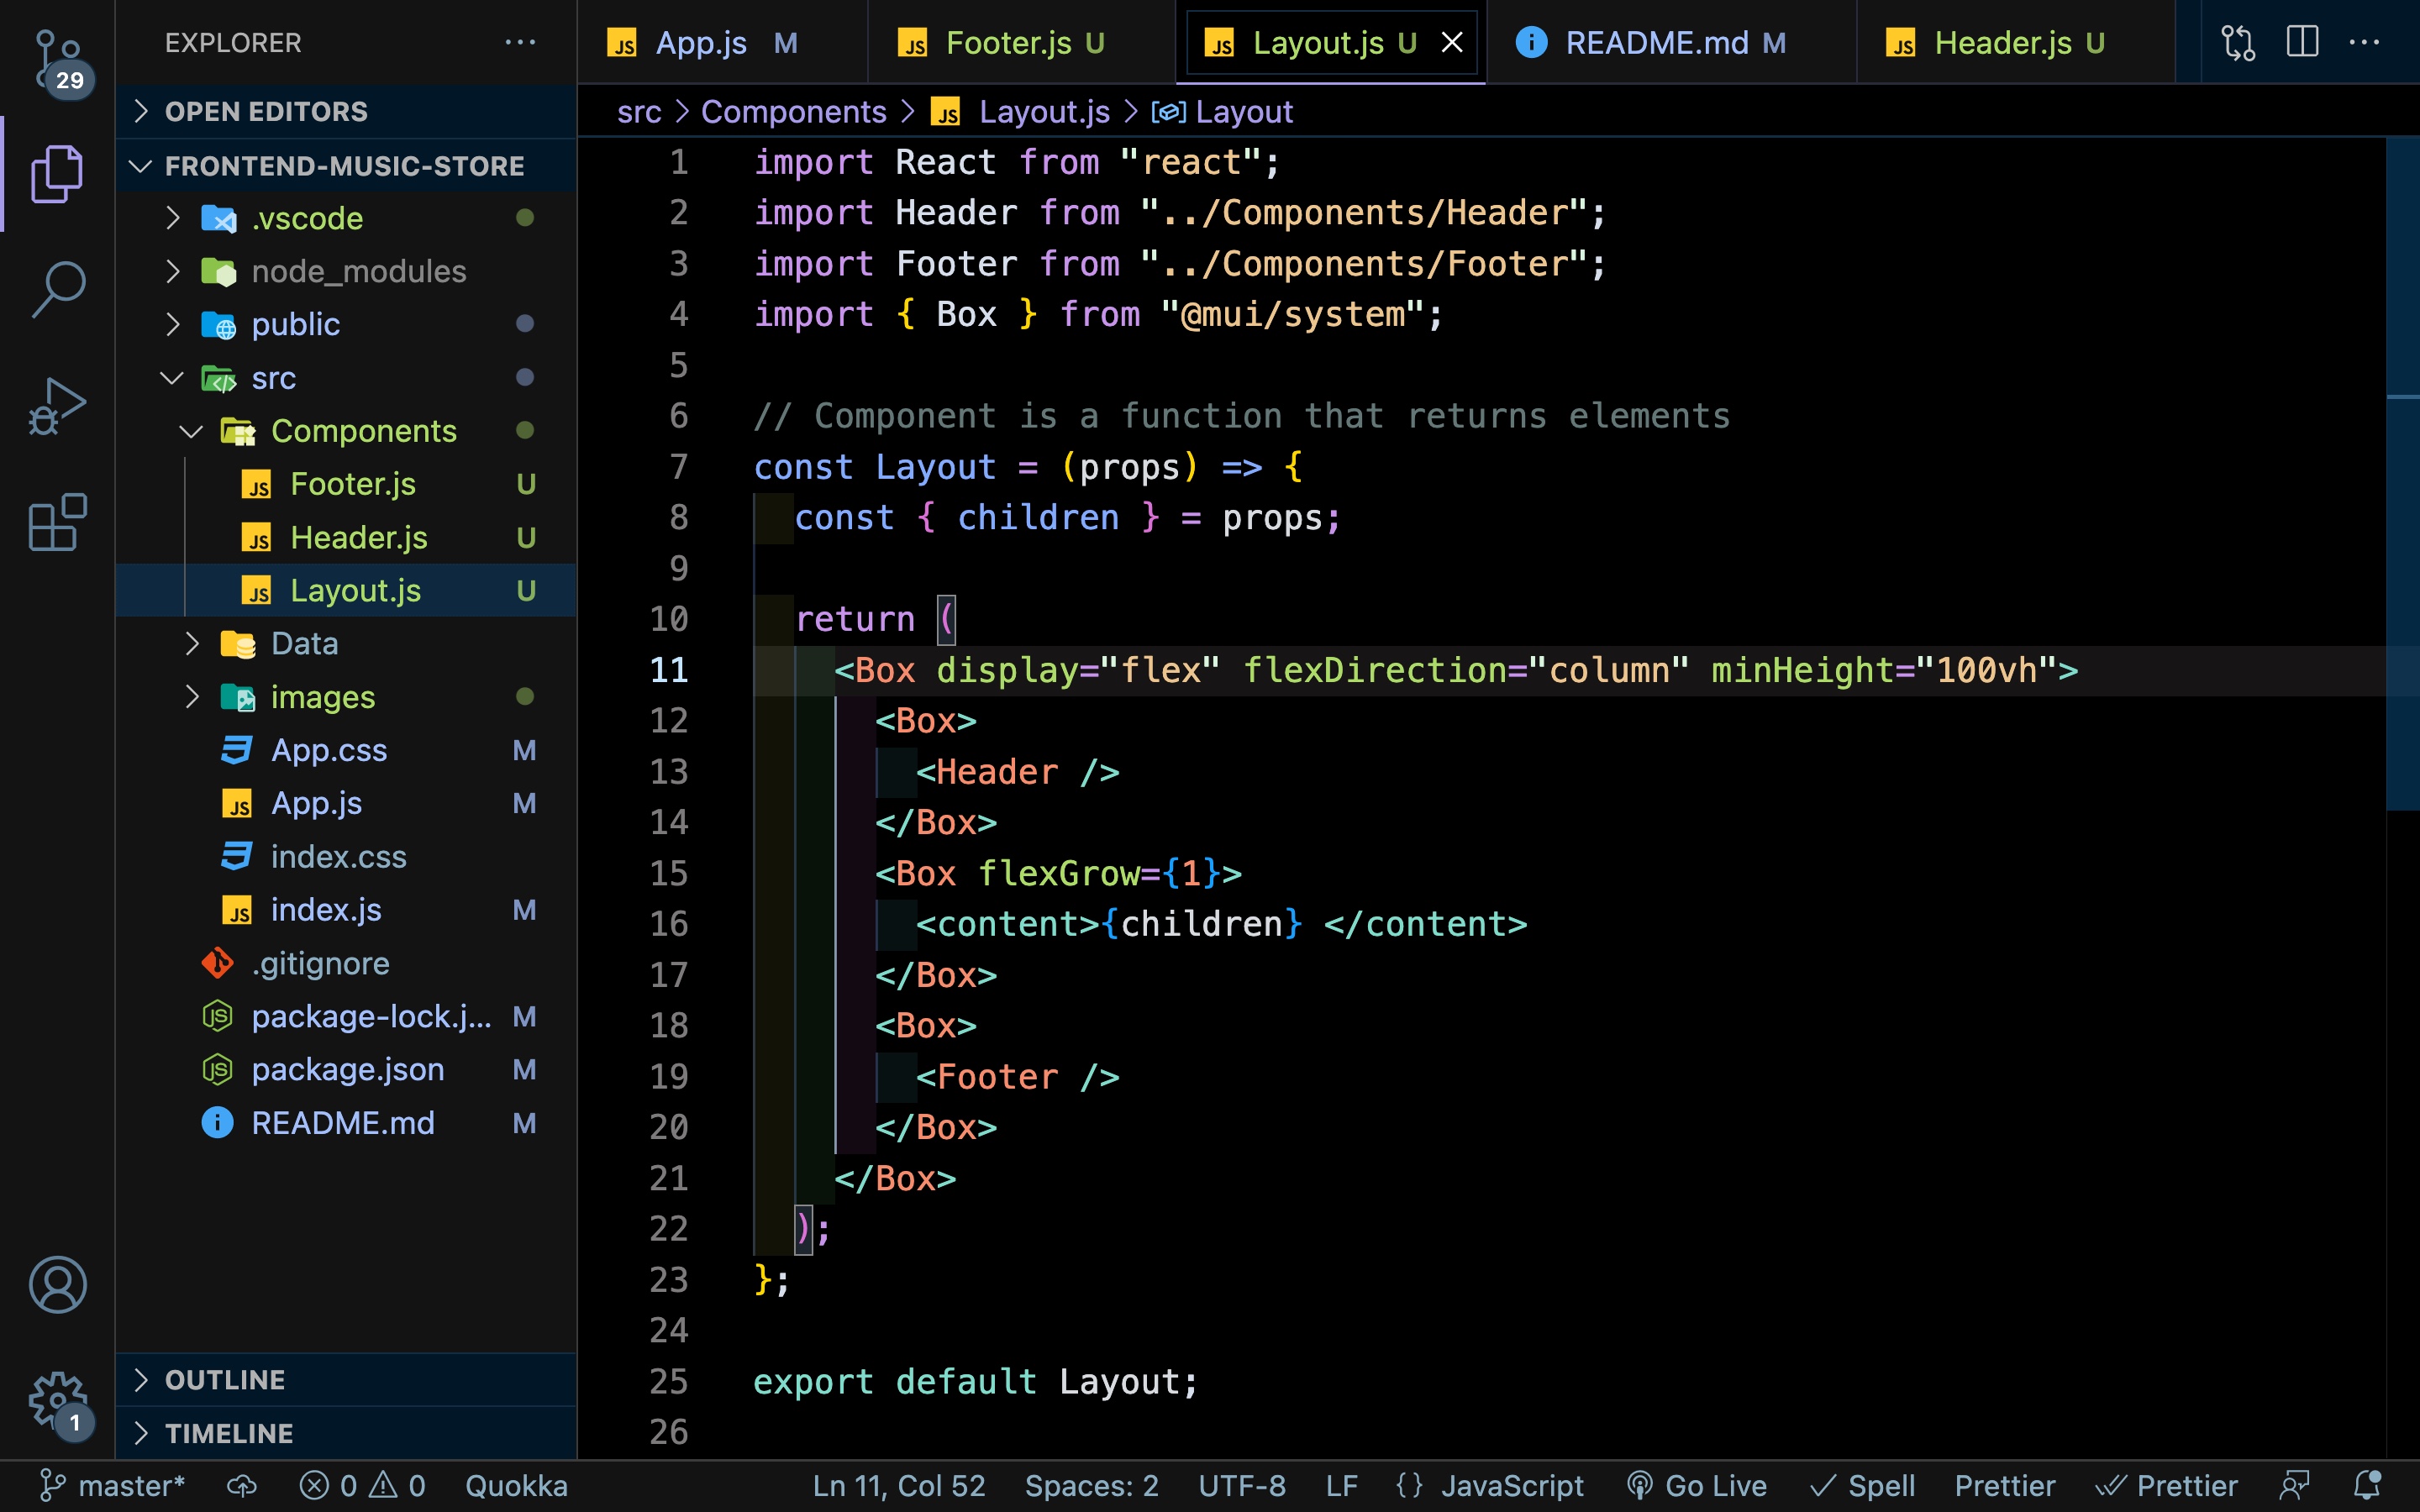 29
1
EXPLORER
OPEN EDITORS
FRONTEND-MUSIC-STORE
.vscode
node_modules
public
src
Components
JS Footer.js U
JS Header.js U
JS Layout.js U
Data
images
App.css M
JS App.js M
index.css
JS index.js M
.gitignore
JS package-lock.j... M
JS package.json M
README.md M
OUTLINE
TIMELINE
JS App.js M JS Footer.js U JS Layout.js U README.md M JS Header.js U
src > Components > JS Layout.js > Layout
1 import React from "react";
2 import Header from "../Components/Header";
3 import Footer from "../Components/Footer";
4 import { Box } from "@mui/system";
5
6 // Component is a function that returns elements
7 const Layout = (props) => {
8 const { children } = props;
9
10 return (
11 <Box display="flex" flexDirection="column" minHeight="100vh">
12 <Box>
13 <Header />
14 </Box>
15 <Box flexGrow={1}>
16 <content>{children} </content>
17 </Box>
18 <Box>
19 <Footer />
20 </Box>
21 </Box>
22 );
23 };
24
25 export default Layout;
26
master* 0 0 Quokka Ln 11, Col 52 Spaces: 2 UTF-8 LF {} JavaScript Go Live Spell Prettier Prettier